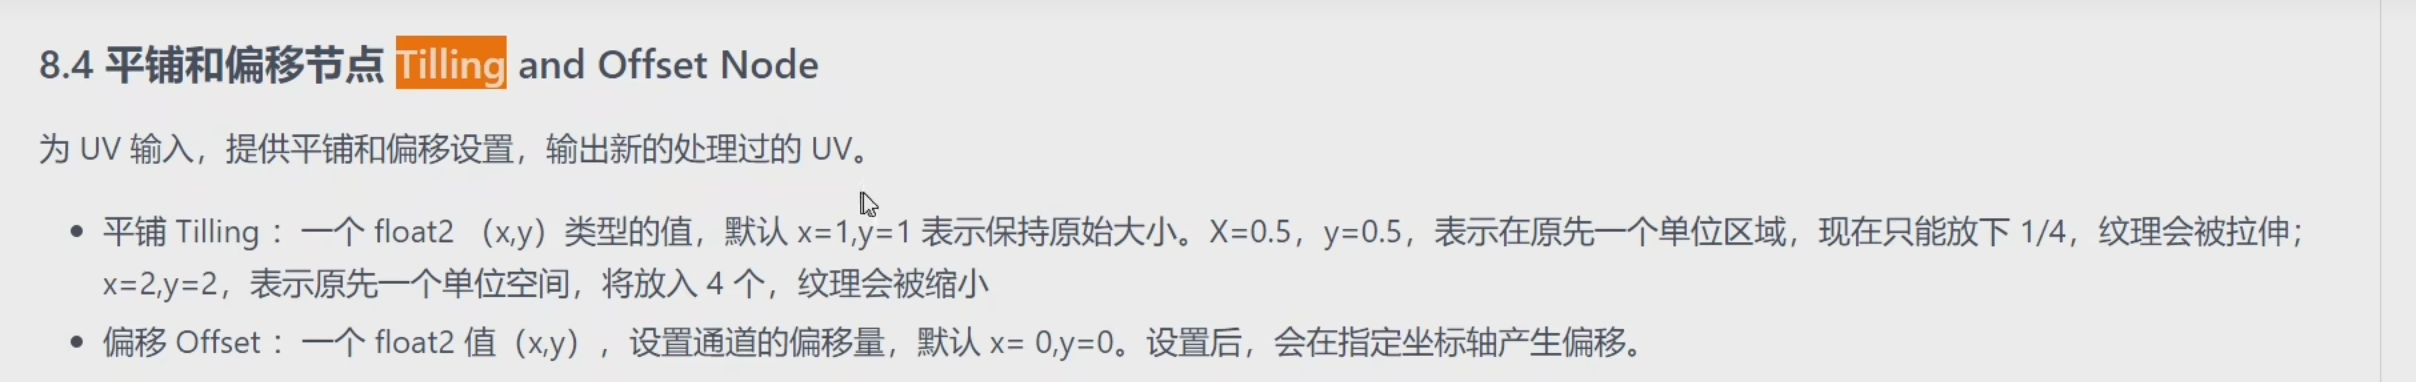 8.4 平铺和偏移节点 Tilling and Offset Node
为 UV 输入，提供平铺和偏移设置，输出新的处理过的 UV。
• 平铺 Tilling ：一个 float2 （x,y）类型的值，默认 x=1,y=1 表示保持原始大小。X=0.5，y=0.5，表示在原先一个单位区域，现在只能放下 1/4，纹理会被拉伸；
x=2,y=2，表示原先一个单位空间，将放入 4 个，纹理会被缩小
• 偏移 Offset ：一个 float2 值（x,y），设置通道的偏移量，默认 x= 0,y=0。设置后，会在指定坐标轴产生偏移。